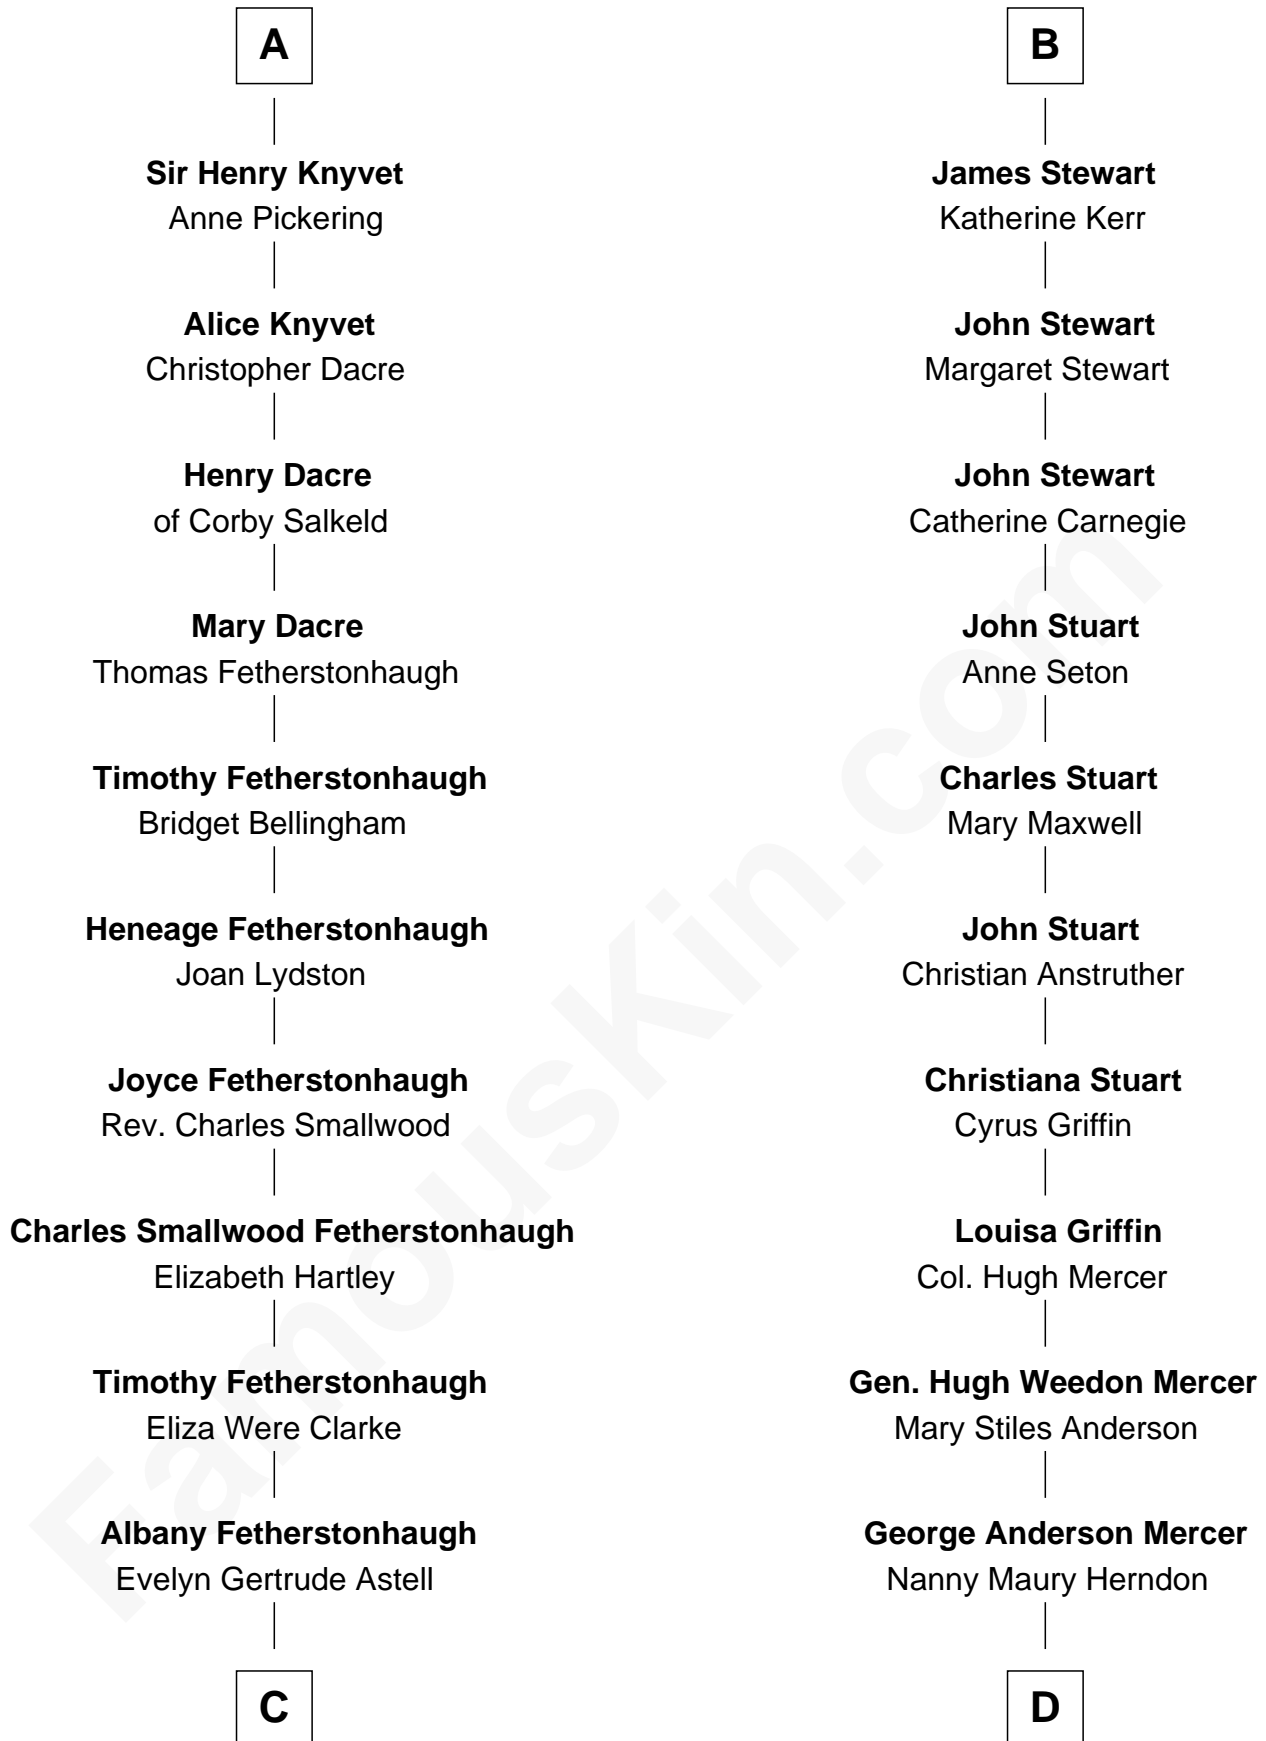 A
Sir Henry Knyvet
Anne Pickering
Alice Knyvet
Christopher Dacre
Henry Dacre
of Corby Salkeld
Mary Dacre
Thomas Fetherstonhaugh
Timothy Fetherstonhaugh
Bridget Bellingham
Heneage Fetherstonhaugh
Joan Lydston
Joyce Fetherstonhaugh
Rev. Charles Smallwood
Charles Smallwood Fetherstonhaugh
Elizabeth Hartley
Timothy Fetherstonhaugh
Eliza Were Clarke
Albany Fetherstonhaugh
Evelyn Gertrude Astell
C
B
James Stewart
Katherine Kerr
John Stewart
Margaret Stewart
John Stewart
Catherine Carnegie
John Stuart
Anne Seton
Charles Stuart
Mary Maxwell
John Stuart
Christian Anstruther
Christiana Stuart
Cyrus Griffin
Louisa Griffin
Col. Hugh Mercer
Gen. Hugh Weedon Mercer
Mary Stiles Anderson
George Anderson Mercer
Nanny Maury Herndon
D
FamousKin.com